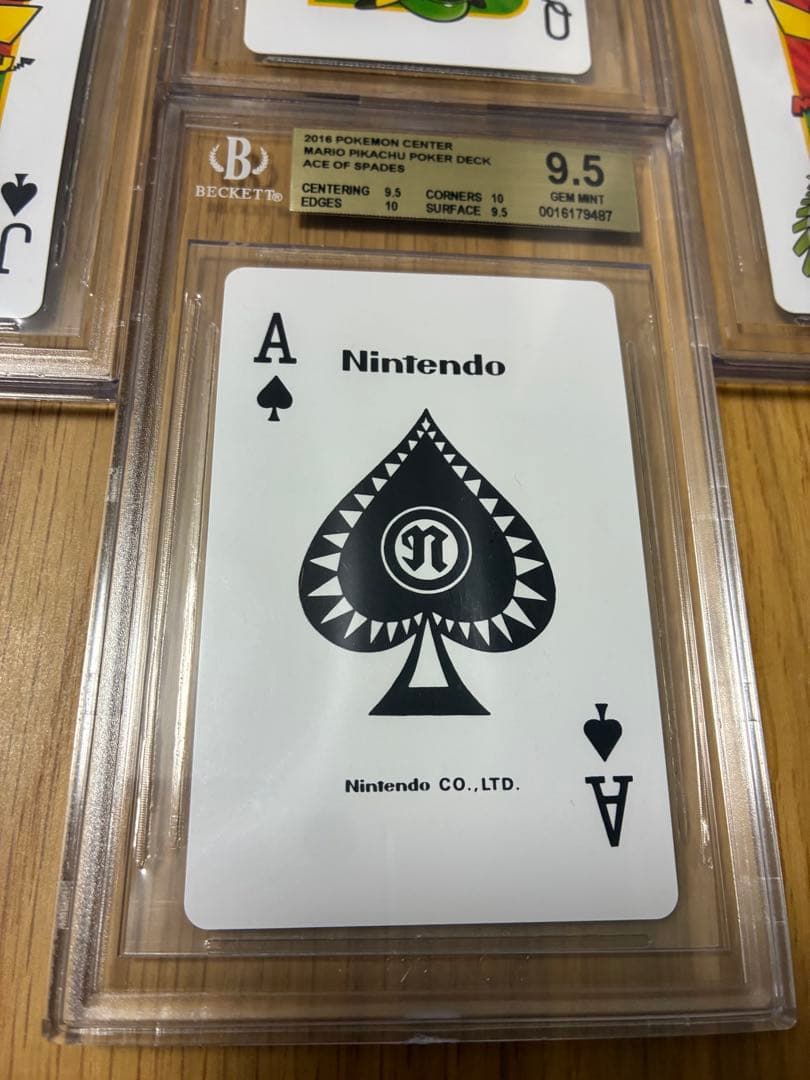 Q
J
B
BECKETT®
2016 POKEMON CENTER
MARIO PIKACHU POKER DECK
ACE OF SPADES
CENTERING 9.5 CORNERS 10
EDGES 10 SURFACE 9.5
9.5
GEM MINT
0016179487
A
Nintendo
n
Nintendo CO.,LTD.
A